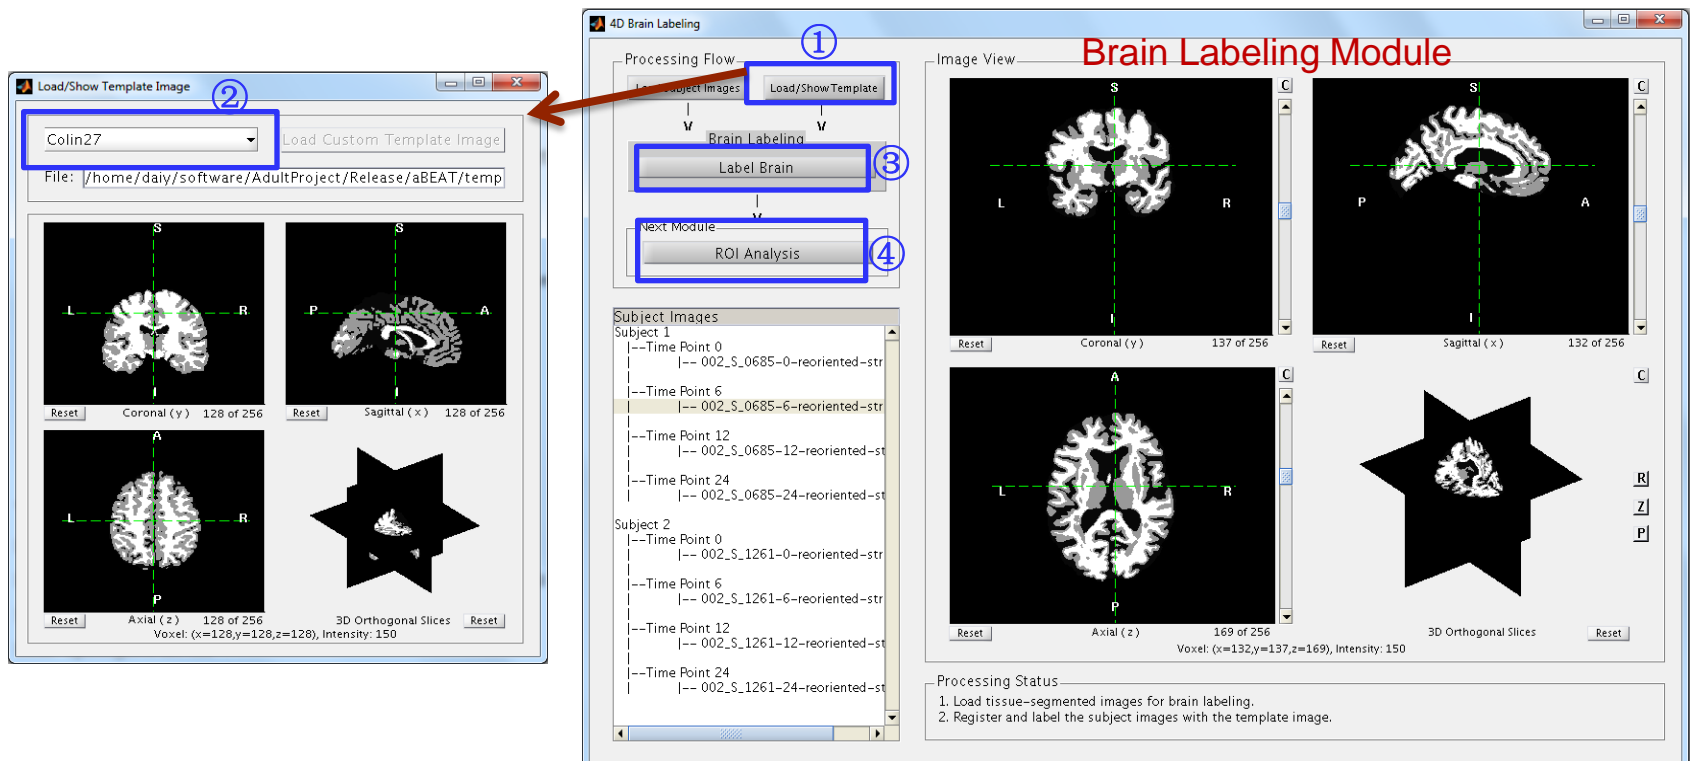 Load/Show Template Image
②
Colin27
Load Custom Template Image
File: /home/daiy/software/AdultProject/Release/aBEAT/temp
S
L
R
I
Reset
Coronal (y)
128 of 256
S
P
A
I
Reset
Sagittal (x)
128 of 256
A
L
R
P
Reset
Axial (z)
128 of 256
3D Orthogonal Slices
Reset
Voxel: (x=128,y=128,z=128), Intensity: 150
4D Brain Labeling
Brain Labeling Module
Processing Flow
①
Subject Images
Load/Show Template
Brain Labeling
Label Brain
③
Next Module
ROI Analysis
④
Subject Images
Subject 1
|--Time Point 0
|-- 002_S_0685-0-reoriented-str
|--Time Point 6
|-- 002_S_0685-6-reoriented-str
|--Time Point 12
|-- 002_S_0685-12-reoriented-st
|--Time Point 24
|-- 002_S_0685-24-reoriented-st
Subject 2
|--Time Point 0
|-- 002_S_1261-0-reoriented-str
|--Time Point 6
|-- 002_S_1261-6-reoriented-str
|--Time Point 12
|-- 002_S_1261-12-reoriented-st
|--Time Point 24
|-- 002_S_1261-24-reoriented-st
Image View
S
L
R
I
C
Reset
Coronal (y)
137 of 256
S
P
A
I
C
Reset
Sagittal (x)
132 of 256
A
L
R
P
C
Reset
Axial (z)
169 of 256
C
R
Z
P
3D Orthogonal Slices
Reset
Voxel: (x=132,y=137,z=169), Intensity: 150
Processing Status
1. Load tissue-segmented images for brain labeling.
2. Register and label the subject images with the template image.